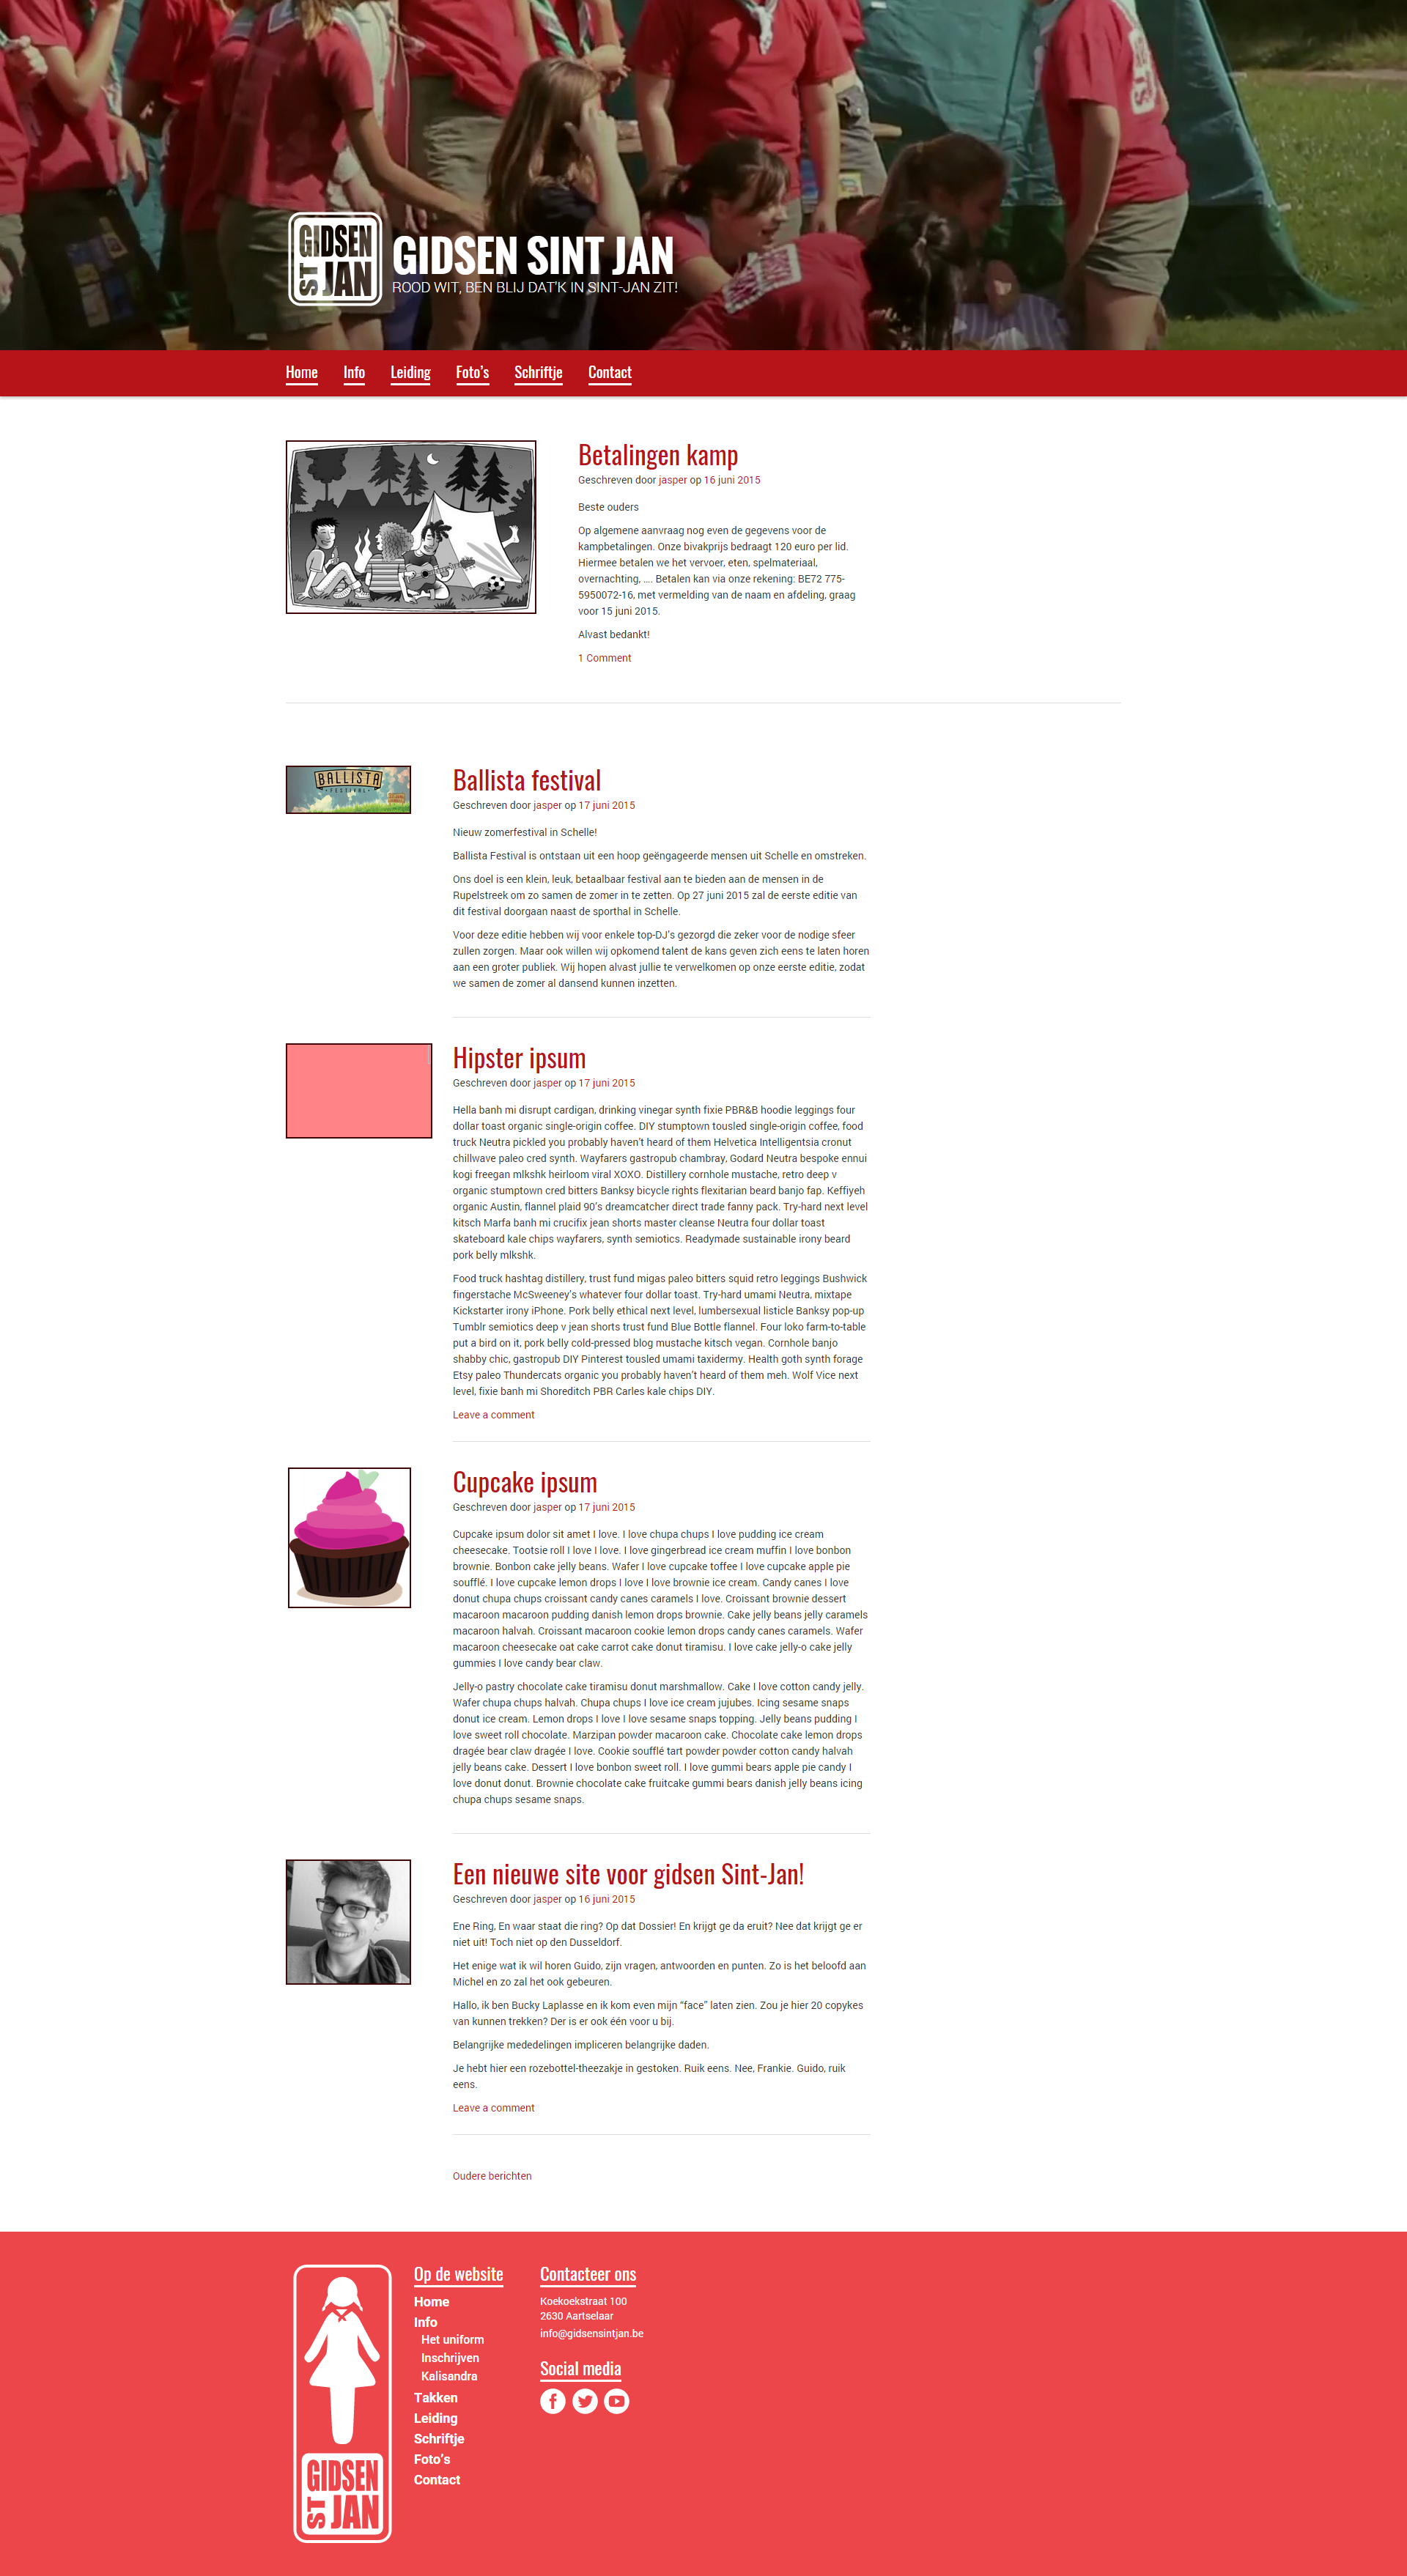 GIDSEN
ST JAN
GIDSEN SINT JAN
ROOD WIT, BEN BLIJ DAT'K IN SINT-JAN ZIT!
Home Info Leiding Foto's Schriftje Contact
Betalingen kamp
Geschreven door jasper op 16 juni 2015
Beste ouders
Op algemene aanvraag nog even de gegevens voor de
kampbetalingen. Onze bivakprijs bedraagt 120 euro per lid.
Hiermee betalen we het vervoer, eten, spelmateriaal,
overnachting, …. Betalen kan via onze rekening: BE72 775-
5950072-16, met vermelding van de naam en afdeling, graag
voor 15 juni 2015.
Alvast bedankt!
1 Comment
BALLISTA
FESTIVAL
Ballista festival
Geschreven door jasper op 17 juni 2015
Nieuw zomerfestival in Schelle!
Ballista Festival is ontstaan uit een hoop geëngageerde mensen uit Schelle en omstreken.
Ons doel is een klein, leuk, betaalbaar festival aan te bieden aan de mensen in de
Rupelstreek om zo samen de zomer in te zetten. Op 27 juni 2015 zal de eerste editie van
dit festival doorgaan naast de sporthal in Schelle.
Voor deze editie hebben wij voor enkele top-DJ's gezorgd die zeker voor de nodige sfeer
zullen zorgen. Maar ook willen wij opkomend talent de kans geven zich eens te laten horen
aan een groter publiek. Wij hopen alvast jullie te verwelkomen op onze eerste editie, zodat
we samen de zomer al dansend kunnen inzetten.
Hipster ipsum
Geschreven door jasper op 17 juni 2015
Hella banh mi disrupt cardigan, drinking vinegar synth fixie PBR&B hoodie leggings four
dollar toast organic single-origin coffee. DIY stumptown tousled single-origin coffee, food
truck Neutra pickled you probably haven't heard of them Helvetica Intelligentsia cronut
chillwave paleo cred synth. Wayfarers gastropub chambray, Godard Neutra bespoke ennui
kogi freegan mlkshk heirloom viral XOXO. Distillery cornhole mustache, retro deep v
organic stumptown cred bitters Banksy bicycle rights flexitarian beard banjo fap. Keffiyeh
organic Austin, flannel plaid 90's dreamcatcher direct trade fanny pack. Try-hard next level
kitsch Marfa banh mi crucifix jean shorts master cleanse Neutra four dollar toast
skateboard kale chips wayfarers, synth semiotics. Readymade sustainable irony beard
pork belly mlkshk.
Food truck hashtag distillery, trust fund migas paleo bitters squid retro leggings Bushwick
fingerstache McSweeney's whatever four dollar toast. Try-hard umami Neutra, mixtape
Kickstarter irony iPhone. Pork belly ethical next level, lumbersexual listicle Banksy pop-up
Tumblr semiotics deep v jean shorts trust fund Blue Bottle flannel. Four loko farm-to-table
put a bird on it, pork belly cold-pressed blog mustache kitsch vegan. Cornhole banjo
shabby chic, gastropub DIY Pinterest tousled umami taxidermy. Health goth synth forage
Etsy paleo Thundercats organic you probably haven't heard of them meh. Wolf Vice next
level, fixie banh mi Shoreditch PBR Carles kale chips DIY.
Leave a comment
Cupcake ipsum
Geschreven door jasper op 17 juni 2015
Cupcake ipsum dolor sit amet I love. I love chupa chups I love pudding ice cream
cheesecake. Tootsie roll I love I love. I love gingerbread ice cream muffin I love bonbon
brownie. Bonbon cake jelly beans. Wafer I love cupcake toffee I love cupcake apple pie
soufflé. I love cupcake lemon drops I love I love brownie ice cream. Candy canes I love
donut chupa chups croissant candy canes caramels I love. Croissant brownie dessert
macaroon macaroon pudding danish lemon drops brownie. Cake jelly beans jelly caramels
macaroon halvah. Croissant macaroon cookie lemon drops candy canes caramels. Wafer
macaroon cheesecake oat cake carrot cake donut tiramisu. I love cake jelly-o cake jelly
gummies I love candy bear claw.
Jelly-o pastry chocolate cake tiramisu donut marshmallow. Cake I love cotton candy jelly.
Wafer chupa chups halvah. Chupa chups I love ice cream jujubes. Icing sesame snaps
donut ice cream. Lemon drops I love I love sesame snaps topping. Jelly beans pudding I
love sweet roll chocolate. Marzipan powder macaroon cake. Chocolate cake lemon drops
dragée bear claw dragée I love. Cookie soufflé tart powder powder cotton candy halvah
jelly beans cake. Dessert I love bonbon sweet roll. I love gummi bears apple pie candy I
love donut donut. Brownie chocolate cake fruitcake gummi bears danish jelly beans icing
chupa chups sesame snaps.
Een nieuwe site voor gidsen Sint-Jan!
Geschreven door jasper op 16 juni 2015
Ene Ring, En waar staat die ring? Op dat Dossier! En krijgt ge da eruit? Nee dat krijgt ge er
niet uit! Toch niet op den Dusseldorf.
Het enige wat ik wil horen Guido, zijn vragen, antwoorden en punten. Zo is het beloofd aan
Michel en zo zal het ook gebeuren.
Hallo, ik ben Bucky Laplasse en ik kom even mijn “face” laten zien. Zou je hier 20 copykes
van kunnen trekken? Der is er ook één voor u bij.
Belangrijke mededelingen impliceren belangrijke daden.
Je hebt hier een rozebottel-theezakje in gestoken. Ruik eens. Nee, Frankie. Guido, ruik
eens.
Leave a comment
Oudere berichten
GIDSEN
ST JAN
Op de website
Home
Info
Het uniform
Inschrijven
Kalisandra
Takken
Leiding
Schriftje
Foto's
Contact
Contacteer ons
Koekoekstraat 100
2630 Aartselaar
info@gidsensintjan.be
Social media